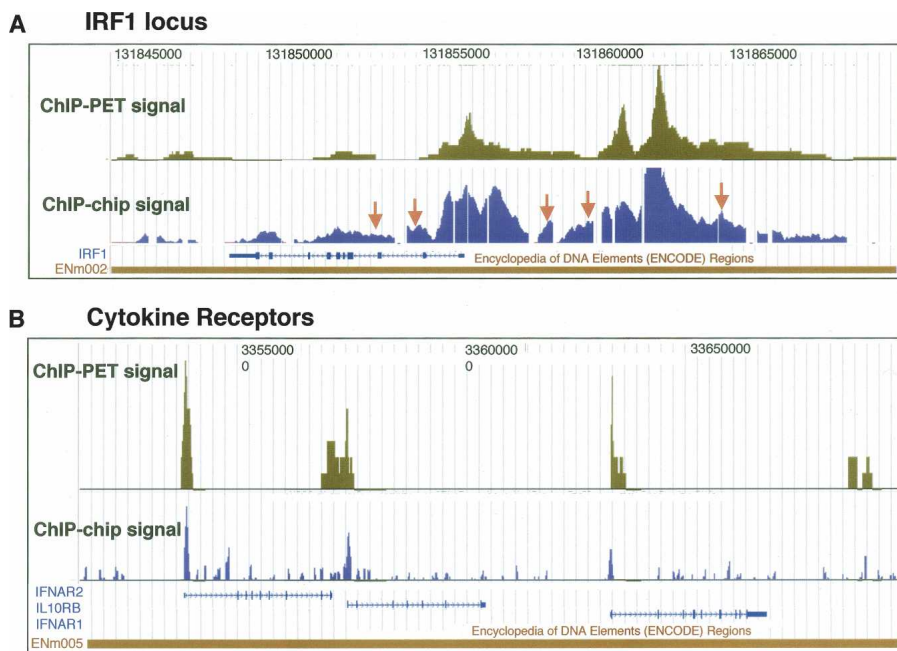 A IRF1 locus
131845000 131850000 131855000 131860000 131865000
ChIP-PET signal
ChIP-chip signal
IRF1
Encyclopedia of DNA Elements (ENCODE) Regions
ENm002
B Cytokine Receptors
3355000 3360000 33650000
0 0
ChIP-PET signal
ChIP-chip signal
IFNAR2
IL10RB
IFNAR1
Encyclopedia of DNA Elements (ENCODE) Regions
ENm005